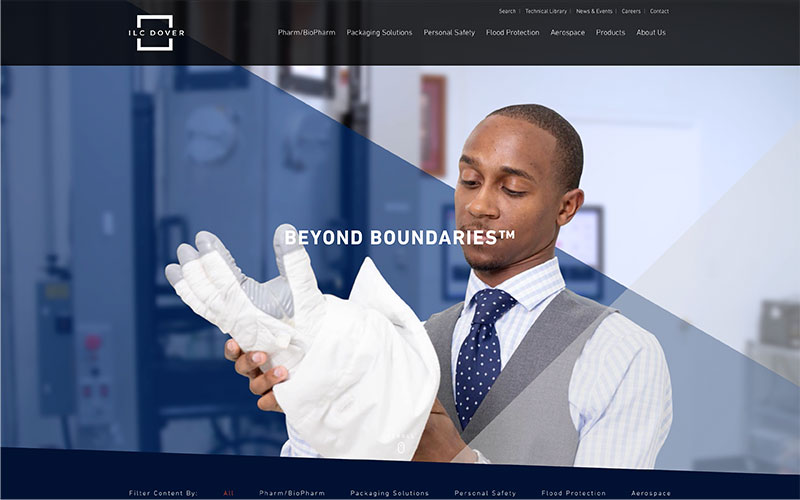 Search | Technical Library | News & Events | Careers | Contact
ILC DOVER
Pharm/BioPharm Packaging Solutions Personal Safety Flood Protection Aerospace Products About Us
BEYOND BOUNDARIES™
Filter Content By: All Pharm/BioPharm Packaging Solutions Personal Safety Flood Protection Aerospace